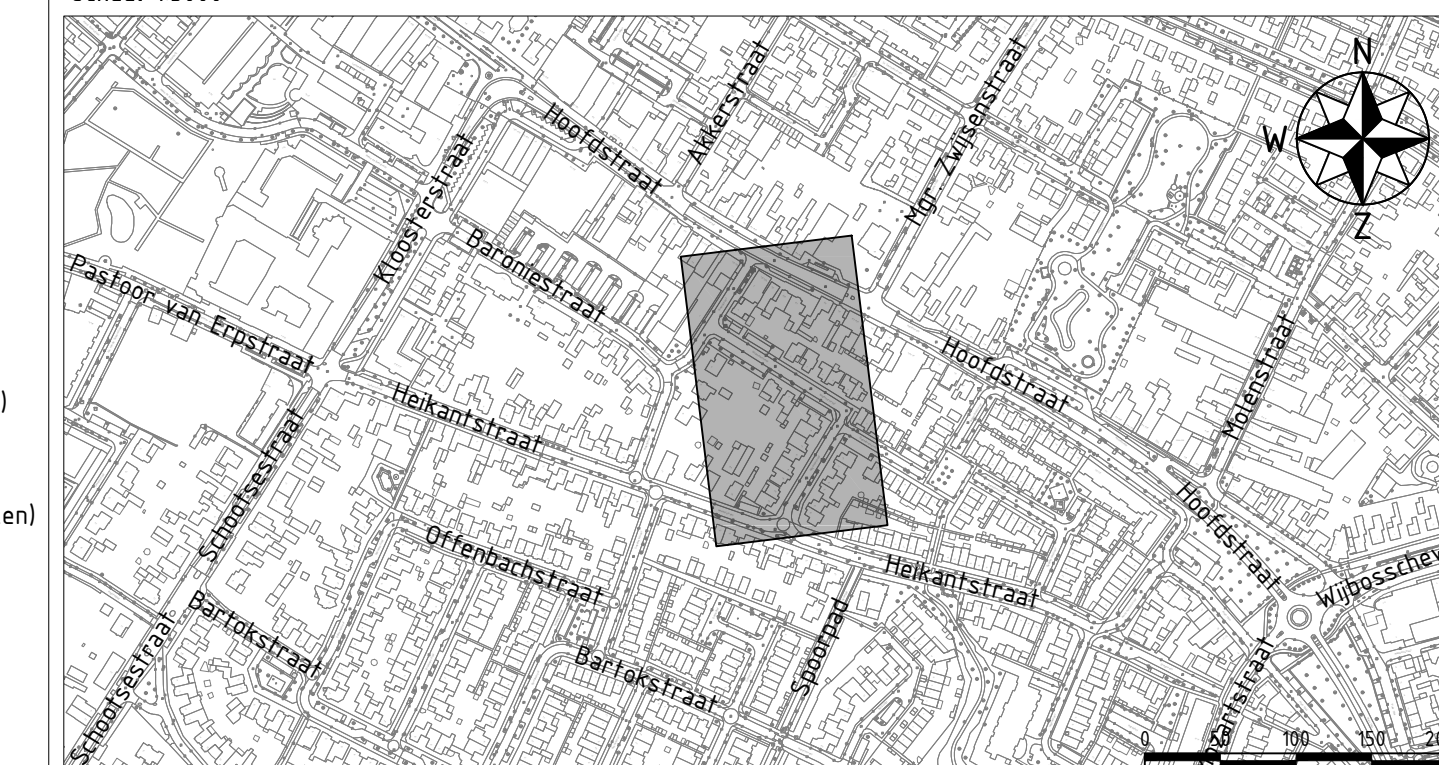 Hoofdstraat
Akkerstraat
Mgr. Zwijsenstraat
N
W
Z
Kloosterstraat
Baroniestraat
Pastoor van Erpstraat
Hoofdstraat
Molenstraat
)
Heikantstraat
Schootsestraat
en)
Hoofdstraat
Offenbachstraat
Heikantstraat
Bartokstraat
Schootsestraat
Spoorpad
Bartokstraat
0
100
150